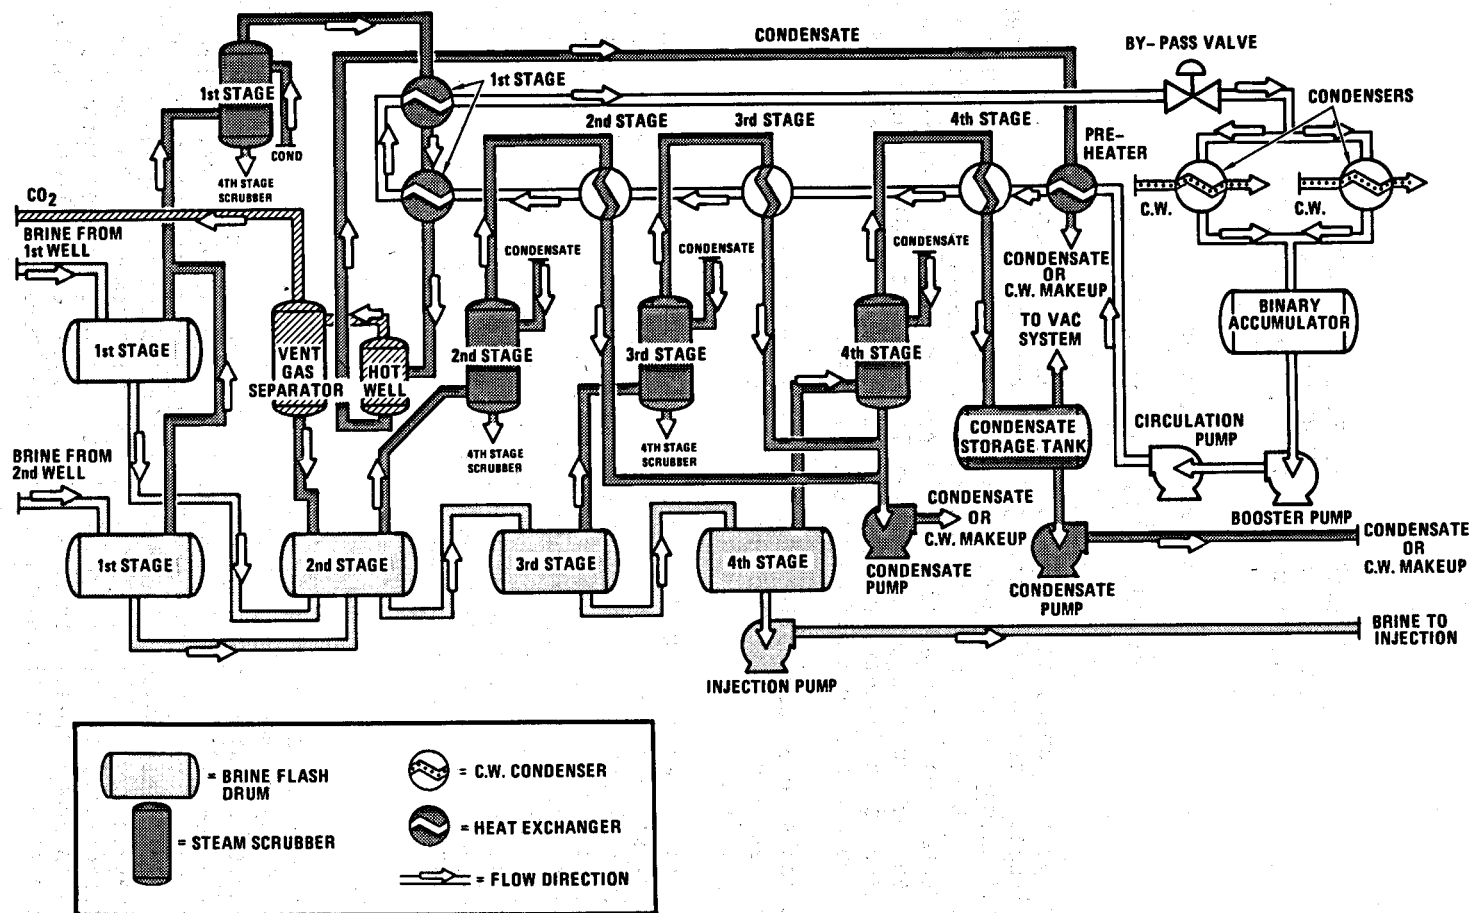 CONDENSATE
BY-PASS VALVE
1st STAGE
1st STAGE
CONDENSERS
2nd STAGE
3rd STAGE
4th STAGE
PRE-
HEATER
COND
4TH STAGE
SCRUBBER
CO2
BRINE FROM
1st WELL
C.W.
C.W.
CONDENSATE
CONDENSATE
CONDENSATE
CONDENSATE
OR
C.W. MAKEUP
TO VAC
SYSTEM
BINARY
ACCUMULATOR
1st STAGE
VENT
GAS
SEPARATOR
HOT
WELL
2nd STAGE
3rd STAGE
4th STAGE
CONDENSATE
STORAGE TANK
CIRCULATION
PUMP
4TH STAGE
SCRUBBER
4TH STAGE
SCRUBBER
BRINE FROM
2nd WELL
CONDENSATE
OR
C.W. MAKEUP
BOOSTER PUMP
1st STAGE
2nd STAGE
3rd STAGE
4th STAGE
CONDENSATE
PUMP
CONDENSATE
PUMP
CONDENSATE
OR
C.W. MAKEUP
BRINE TO
INJECTION
INJECTION PUMP
= BRINE FLASH
DRUM
= STEAM SCRUBBER
= C.W. CONDENSER
= HEAT EXCHANGER
= FLOW DIRECTION